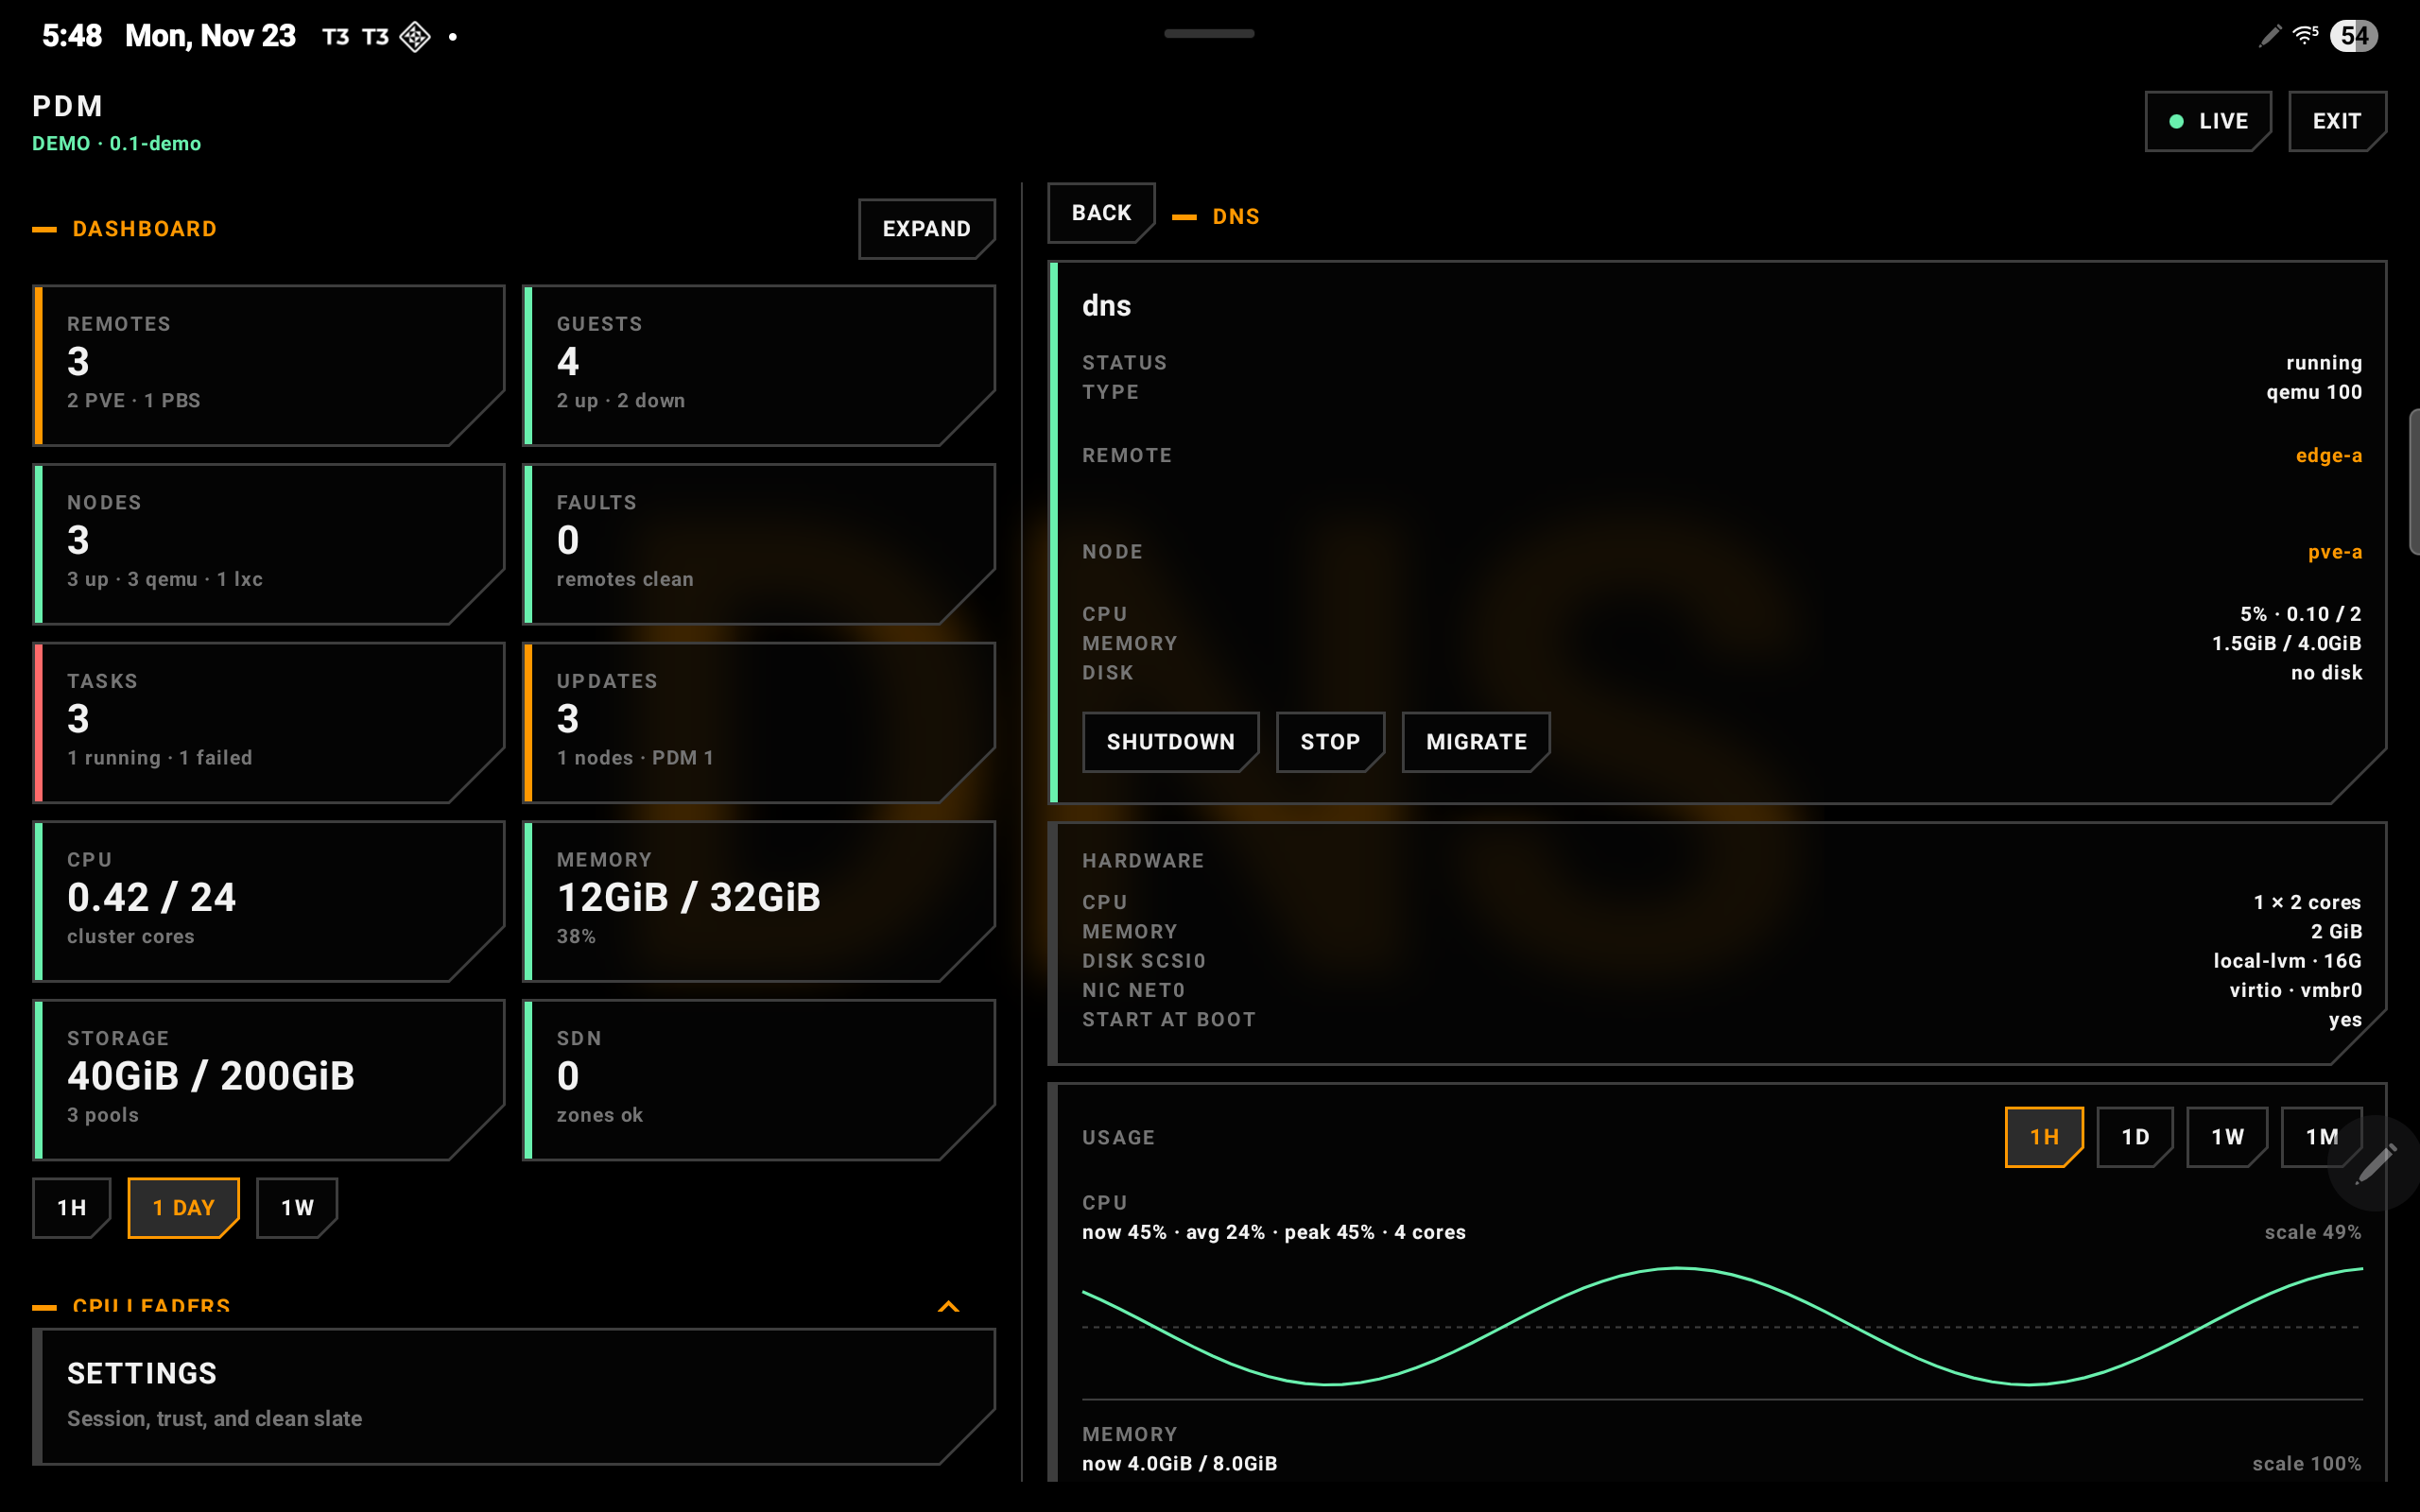 5:48 Mon, Nov 23 T3 T3
5
54
PDM
DEMO · 0.1-demo
LIVE
EXIT
DASHBOARD
EXPAND
REMOTES
3
2 PVE · 1 PBS
GUESTS
4
2 up · 2 down
NODES
3
3 up · 3 qemu · 1 lxc
FAULTS
0
remotes clean
TASKS
3
1 running · 1 failed
UPDATES
3
1 nodes · PDM 1
CPU
0.42 / 24
cluster cores
MEMORY
12GiB / 32GiB
38%
STORAGE
40GiB / 200GiB
3 pools
SDN
0
zones ok
1H
1 DAY
1W
CPU LEADERS
SETTINGS
Session, trust, and clean slate
BACK
DNS
dns
STATUS running
TYPE qemu 100
REMOTE edge-a
NODE pve-a
CPU 5% · 0.10 / 2
MEMORY 1.5GiB / 4.0GiB
DISK no disk
SHUTDOWN
STOP
MIGRATE
HARDWARE
CPU 1 × 2 cores
MEMORY 2 GiB
DISK SCSI0 local-lvm · 16G
NIC NET0 virtio · vmbr0
START AT BOOT yes
USAGE
1H
1D
1W
1M
CPU
now 45% · avg 24% · peak 45% · 4 cores scale 49%
MEMORY
now 4.0GiB / 8.0GiB scale 100%
DNS